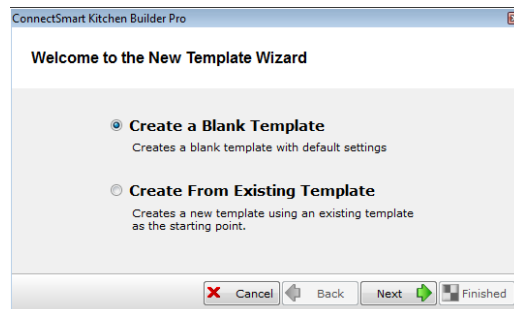 ConnectSmart Kitchen Builder Pro
Welcome to the New Template Wizard
Create a Blank Template
Creates a blank template with default settings
Create From Existing Template
Creates a new template using an existing template
as the starting point.
Cancel Back Next Finished